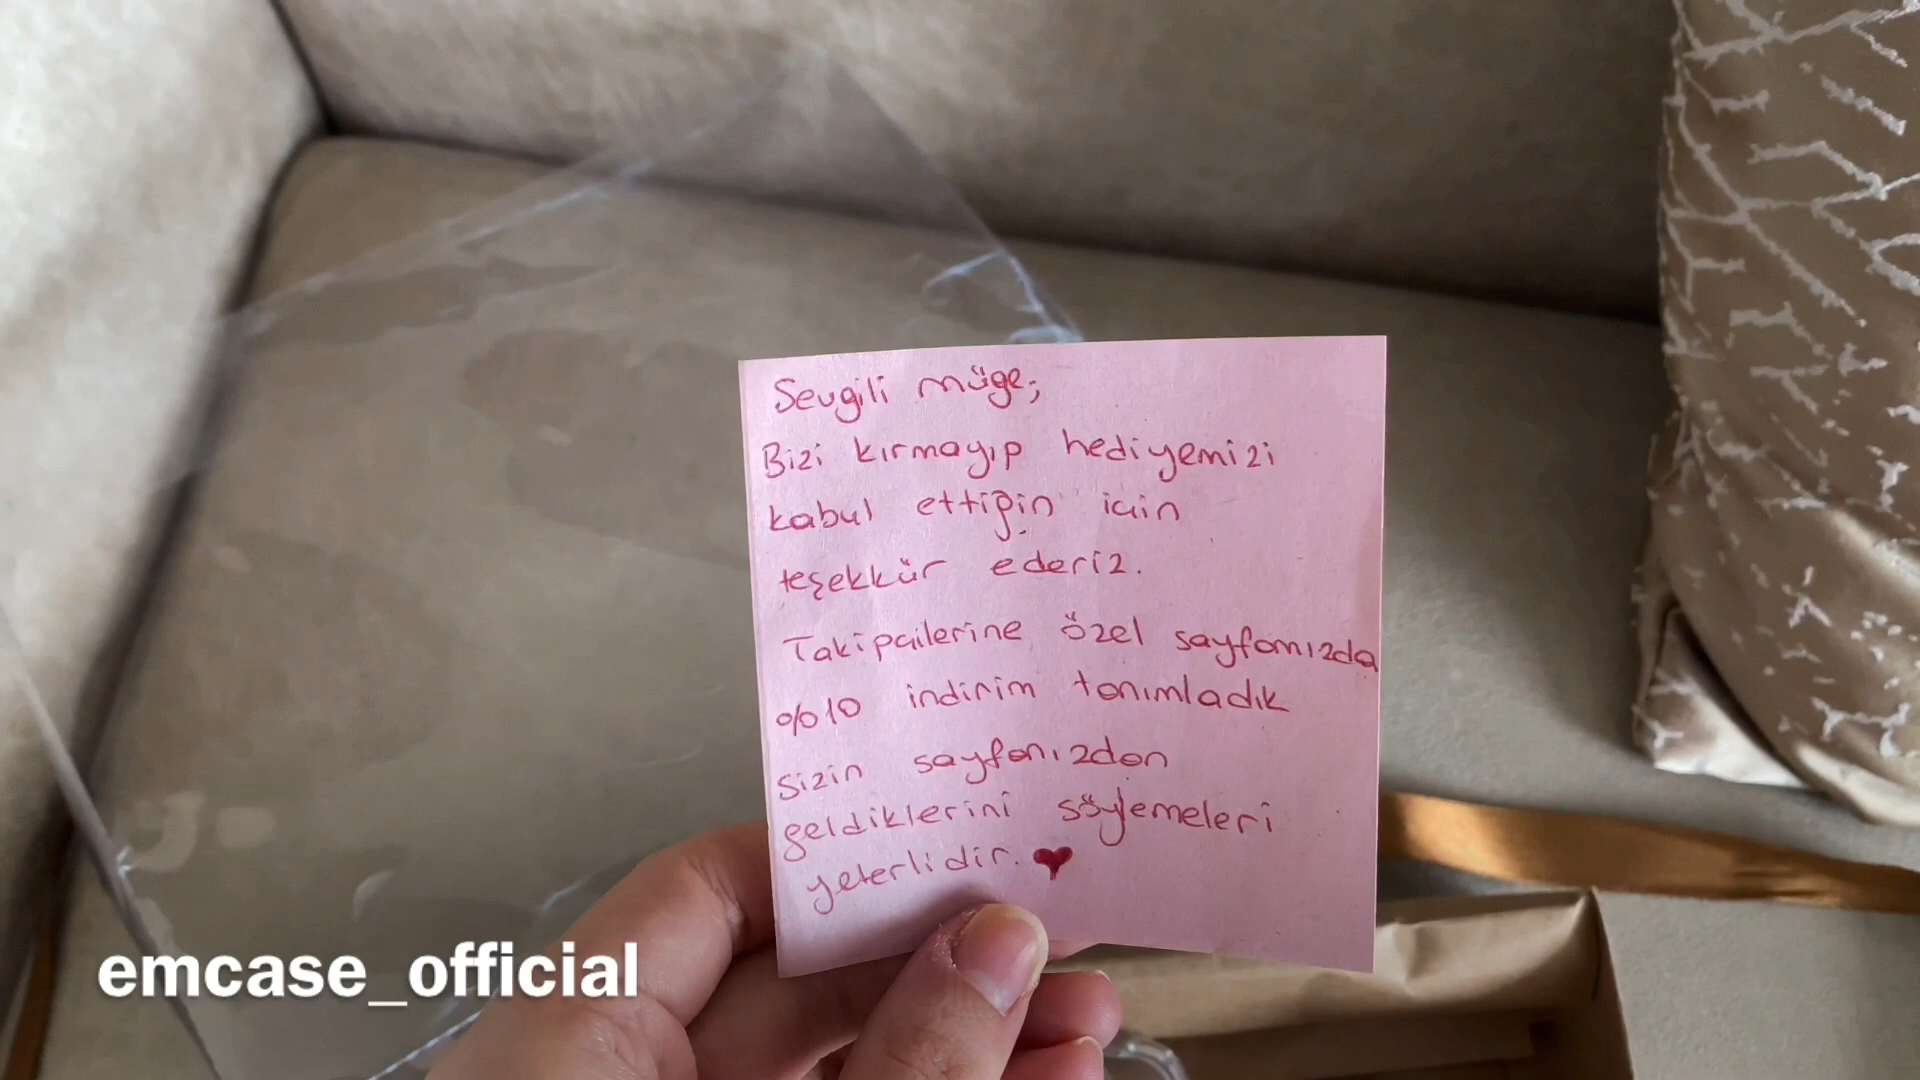 Sevgili müge;
Bizi kırmayıp hediyemizi
kabul ettiğin için
teşekkür ederiz.
Takipçilerine özel sayfamızda
%10 indirim tanımladık
sizin sayfanızdan
geldiklerini söylemeleri
yeterlidir. ♥
emcase_official